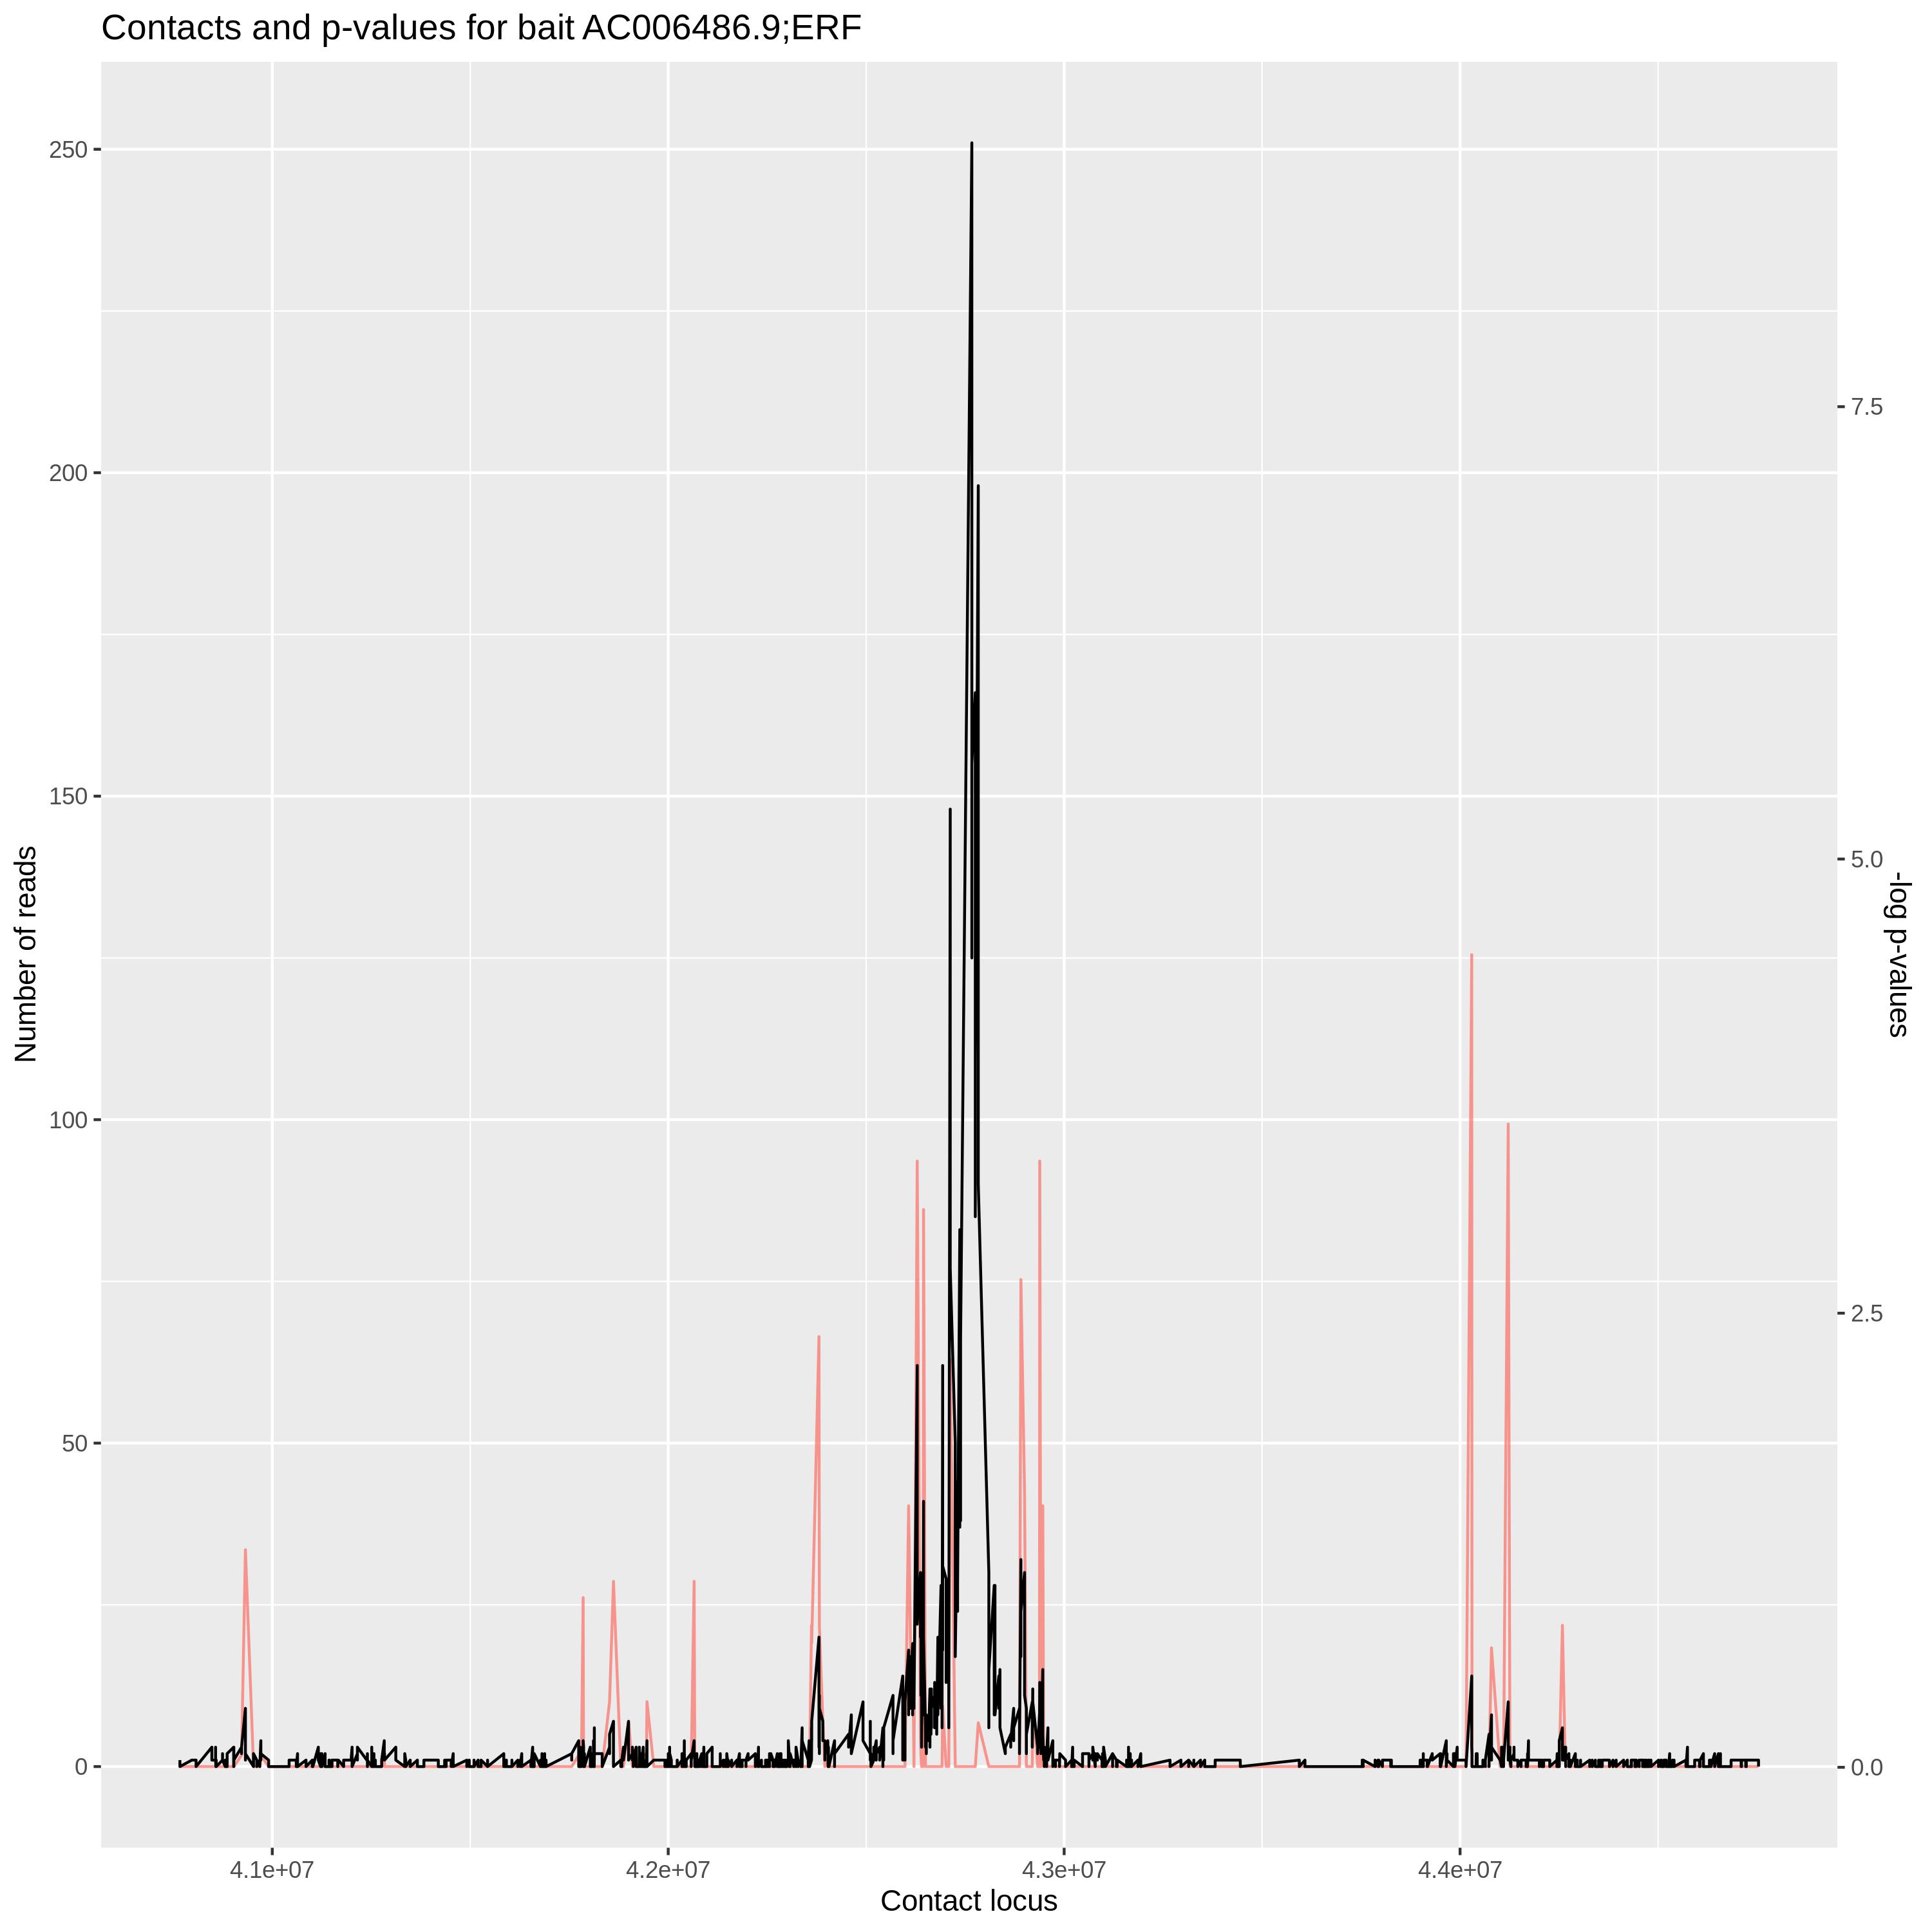 Contacts and p-values for bait AC006486.9;ERF
250
200
150
100
50
0
Number of reads
7.5
5.0
2.5
0.0
-log p-values
4.1e+07
4.2e+07
4.3e+07
4.4e+07
Contact locus